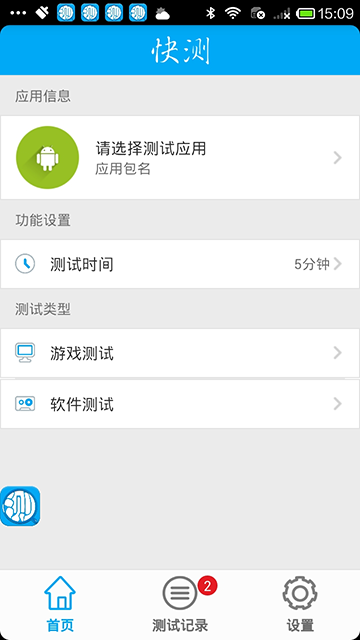 15:09
快测
应用信息
请选择测试应用
应用包名
功能设置
测试时间
5分钟
测试类型
游戏测试
软件测试
测
2
首页
测试记录
设置